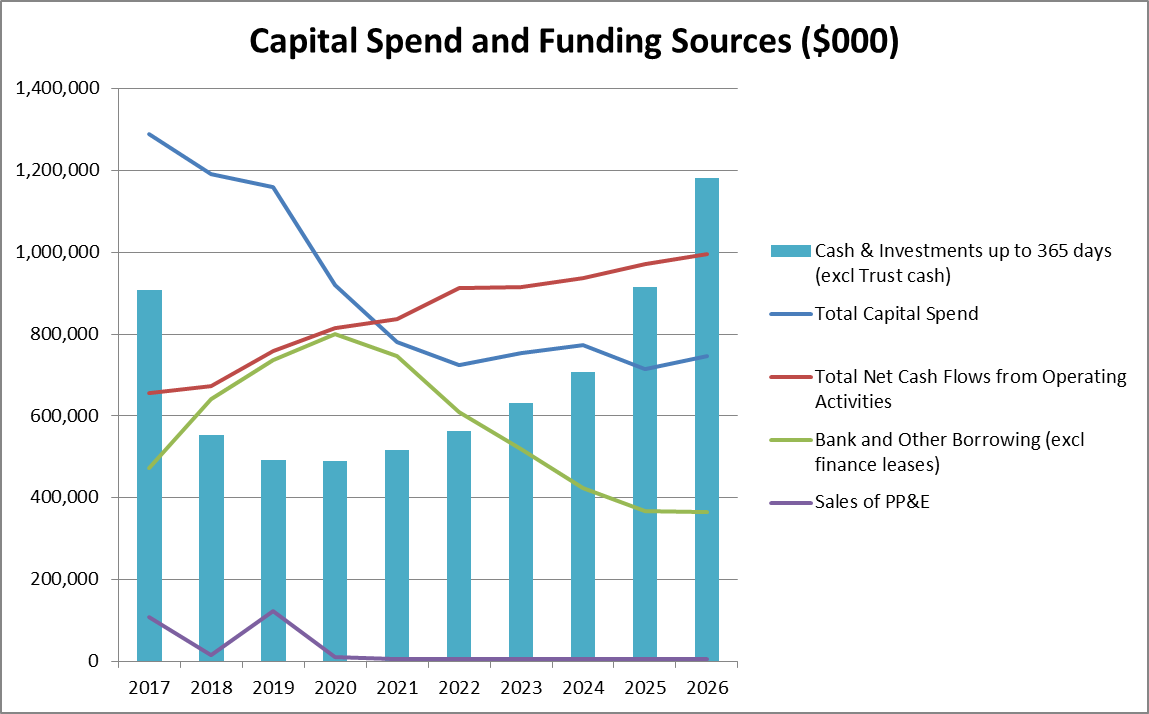 Capital Spend and Funding Sources ($000)
1,400,000
1,200,000
1,000,000
800,000
600,000
400,000
200,000
0
2017 2018 2019 2020 2021 2022 2023 2024 2025 2026
Cash & Investments up to 365 days
(excl Trust cash)
Total Capital Spend
Total Net Cash Flows from Operating
Activities
Bank and Other Borrowing (excl
finance leases)
Sales of PP&E